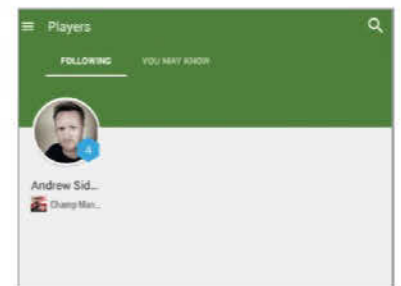 Players
FOLLOWING YOU MAY KNOW
4
Andrew Sid...
Champ Man...